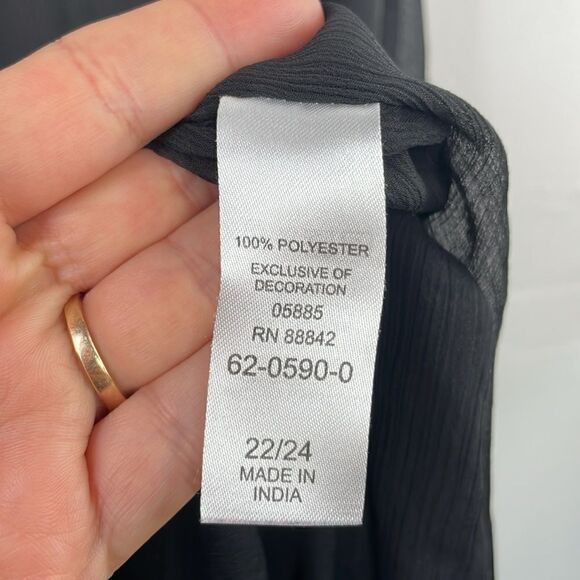 100% POLYESTER
EXCLUSIVE OF
DECORATION
05885
RN 88842
62-0590-0
22/24
MADE IN
INDIA